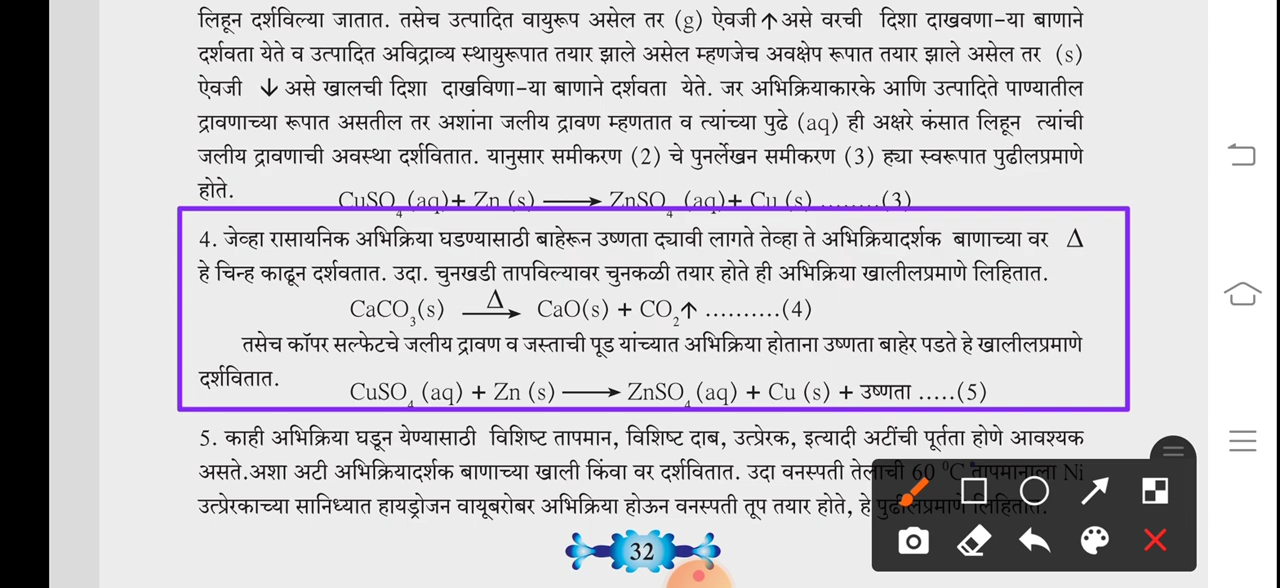 लिहून दर्शविल्या जातात. तसेच उत्पादित वायुरूप असेल तर (g) ऐवजी ↑ असे वरची दिशा दाखवणा-या बाणाने
दर्शवता येते व उत्पादित अविद्राव्य स्थायुरूपात तयार झाले असेल म्हणजेच अवक्षेप रूपात तयार झाले असेल तर (s)
ऐवजी ↓ असे खालची दिशा दाखविणा-या बाणाने दर्शवता येते. जर अभिक्रियाकारके आणि उत्पादिते पाण्यातील
द्रावणाच्या रूपात असतील तर अशांना जलीय द्रावण म्हणतात व त्यांच्या पुढे (aq) ही अक्षरे कंसात लिहून त्यांची
जलीय द्रावणाची अवस्था दर्शवितात. यानुसार समीकरण (2) चे पुनर्लेखन समीकरण (3) ह्या स्वरूपात पुढीलप्रमाणे
होते.
CuSO₄ (aq)+ Zn (s) ⟶ ZnSO₄ (aq)+ Cu (s) ........(3)
4. जेव्हा रासायनिक अभिक्रिया घडण्यासाठी बाहेरून उष्णता द्यावी लागते तेव्हा ते अभिक्रियादर्शक बाणाच्या वर Δ
हे चिन्ह काढून दर्शवतात. उदा. चुनखडी तापविल्यावर चुनकळी तयार होते ही अभिक्रिया खालीलप्रमाणे लिहितात.
CaCO₃(s) ⟶Δ CaO(s) + CO₂↑ ..........(4)
तसेच कॉपर सल्फेटचे जलीय द्रावण व जस्ताची पूड यांच्यात अभिक्रिया होताना उष्णता बाहेर पडते हे खालीलप्रमाणे
दर्शवितात.
CuSO₄ (aq) + Zn (s) ⟶ ZnSO₄ (aq) + Cu (s) + उष्णता .....(5)
5. काही अभिक्रिया घडून येण्यासाठी विशिष्ट तापमान, विशिष्ट दाब, उत्प्रेरक, इत्यादी अटींची पूर्तता होणे आवश्यक
असते.अशा अटी अभिक्रियादर्शक बाणाच्या खाली किंवा वर दर्शवितात. उदा वनस्पती तेलाची 60 ⁰C तापमानाला Ni
उत्प्रेरकाच्या सानिध्यात हायड्रोजन वायूबरोबर अभिक्रिया होऊन वनस्पती तूप तयार होते, हे पुढीलप्रमाणे लिहितात.
32